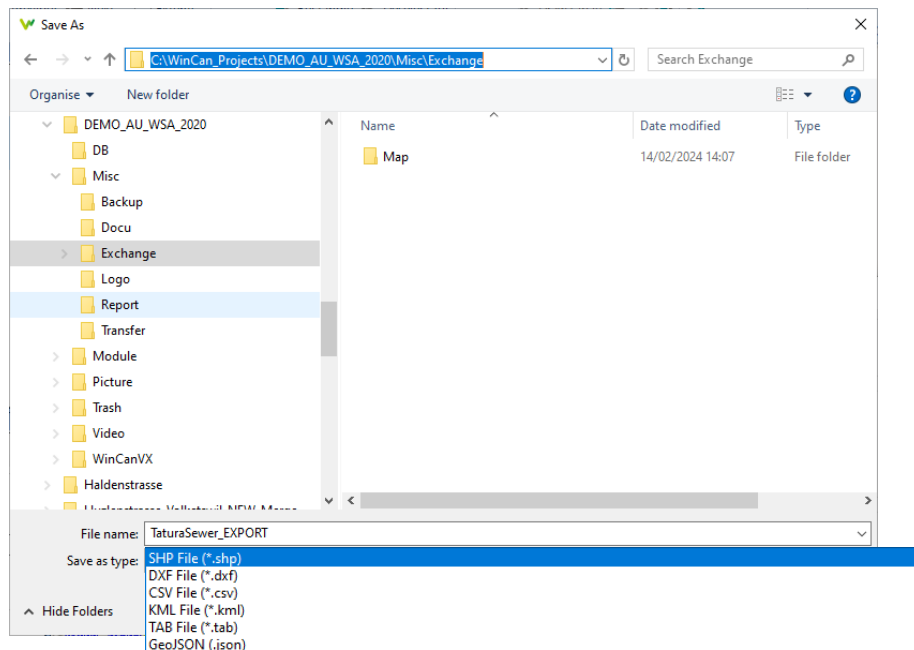 Save As
C:\WinCan_Projects\DEMO_AU_WSA_2020\Misc\Exchange
Search Exchange
Organise
New folder
?
DEMO_AU_WSA_2020
DB
Misc
Backup
Docu
Exchange
Logo
Report
Transfer
Module
Picture
Trash
Video
WinCanVX
Haldenstrasse
Name
Date modified
Type
Map
14/02/2024 14:07
File folder
File name:
TaturaSewer_EXPORT
Save as type:
SHP File (*.shp)
DXF File (*.dxf)
CSV File (*.csv)
KML File (*.kml)
TAB File (*.tab)
GeoJSON (.json)
Hide Folders